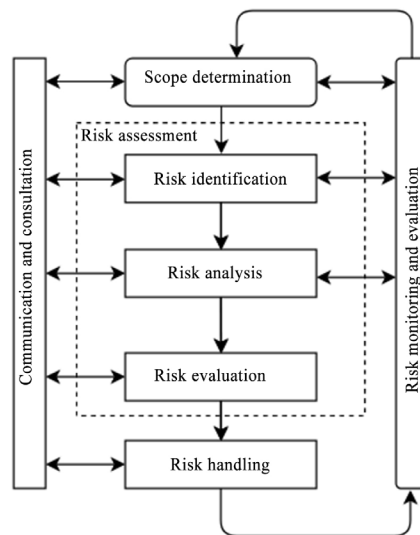 Scope determination
Risk assessment
Risk identification
Risk analysis
Risk evaluation
Risk handling
Communication and consultation
Risk monitoring and evaluation